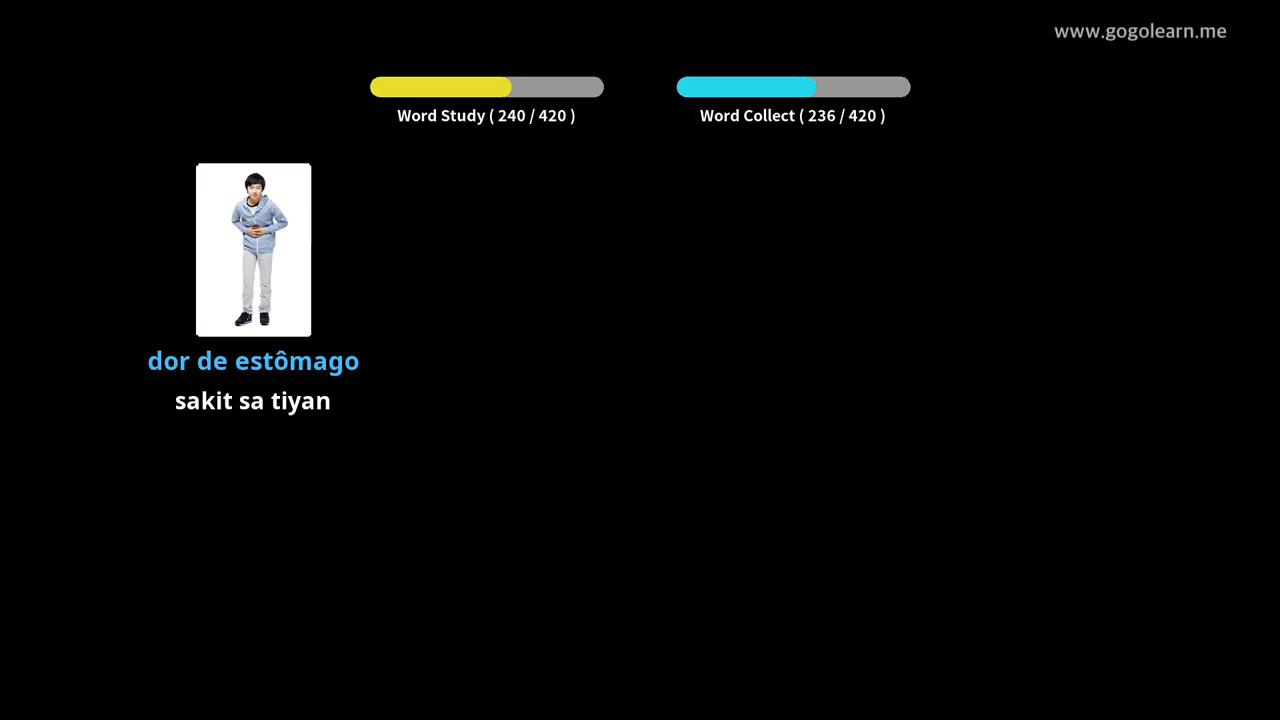 www.gogolearn.me
Word Study ( 240 / 420 )
Word Collect ( 236 / 420 )
dor de estômago
sakit sa tiyan